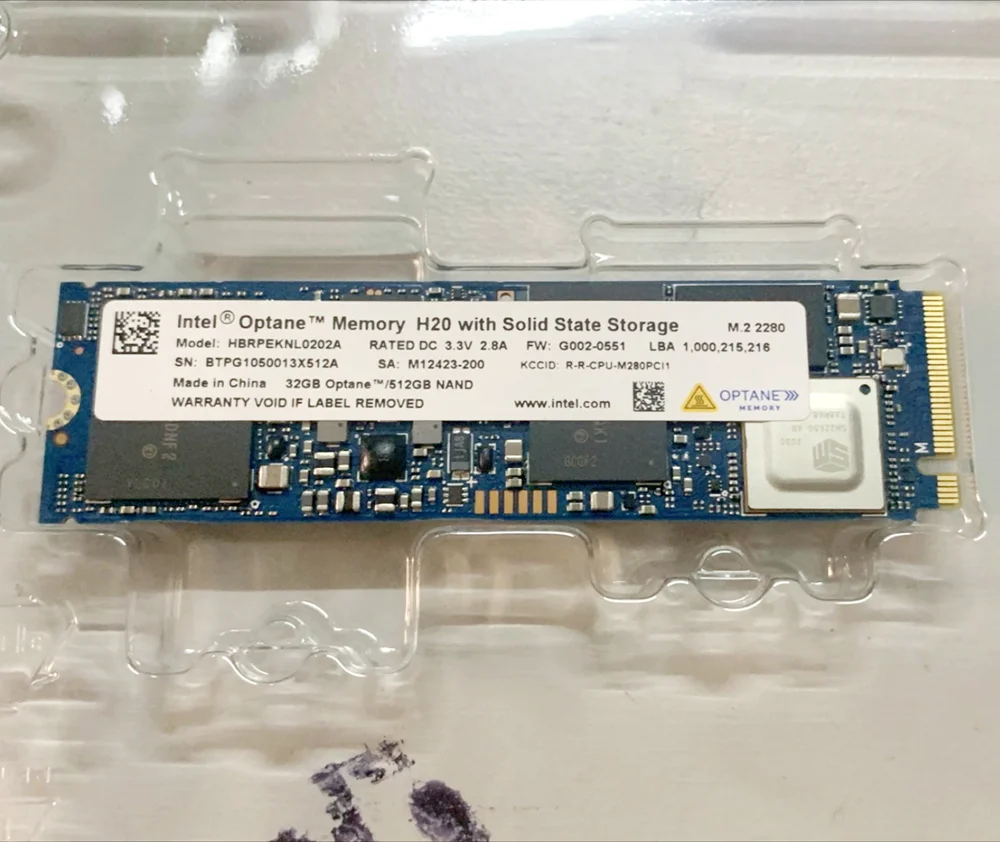 Intel® Optane™ Memory H20 with Solid State Storage
M.2 2280
Model: HBRPEKNL0202A RATED DC 3.3V 2.8A FW: G002-0551 LBA 1,000,215,216
SN: BTPG1050013X512A SA: M12423-200 KCCID: R-R-CPU-M280PCI1
Made in China 32GB Optane™/512GB NAND
WARRANTY VOID IF LABEL REMOVED
www.intel.com
OPTANE
MEMORY
M